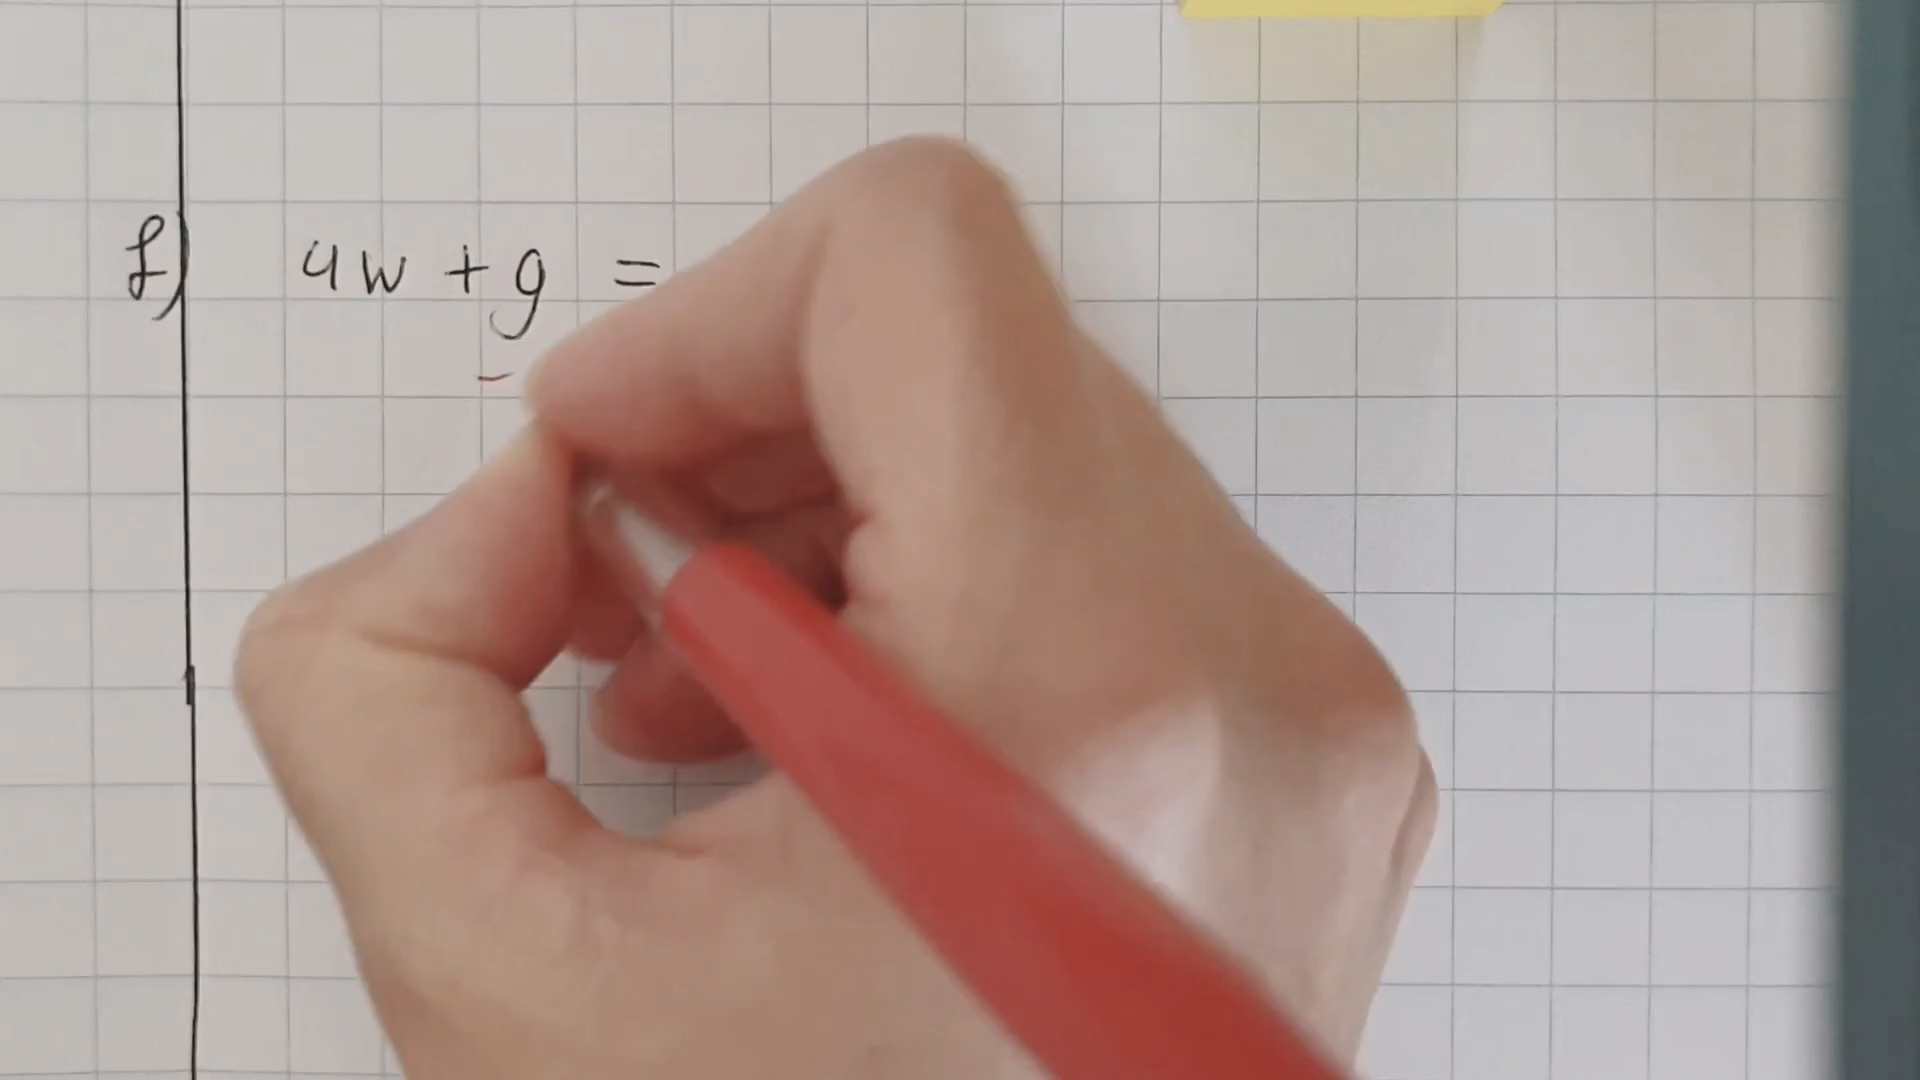 f) 4w + 9 =
-